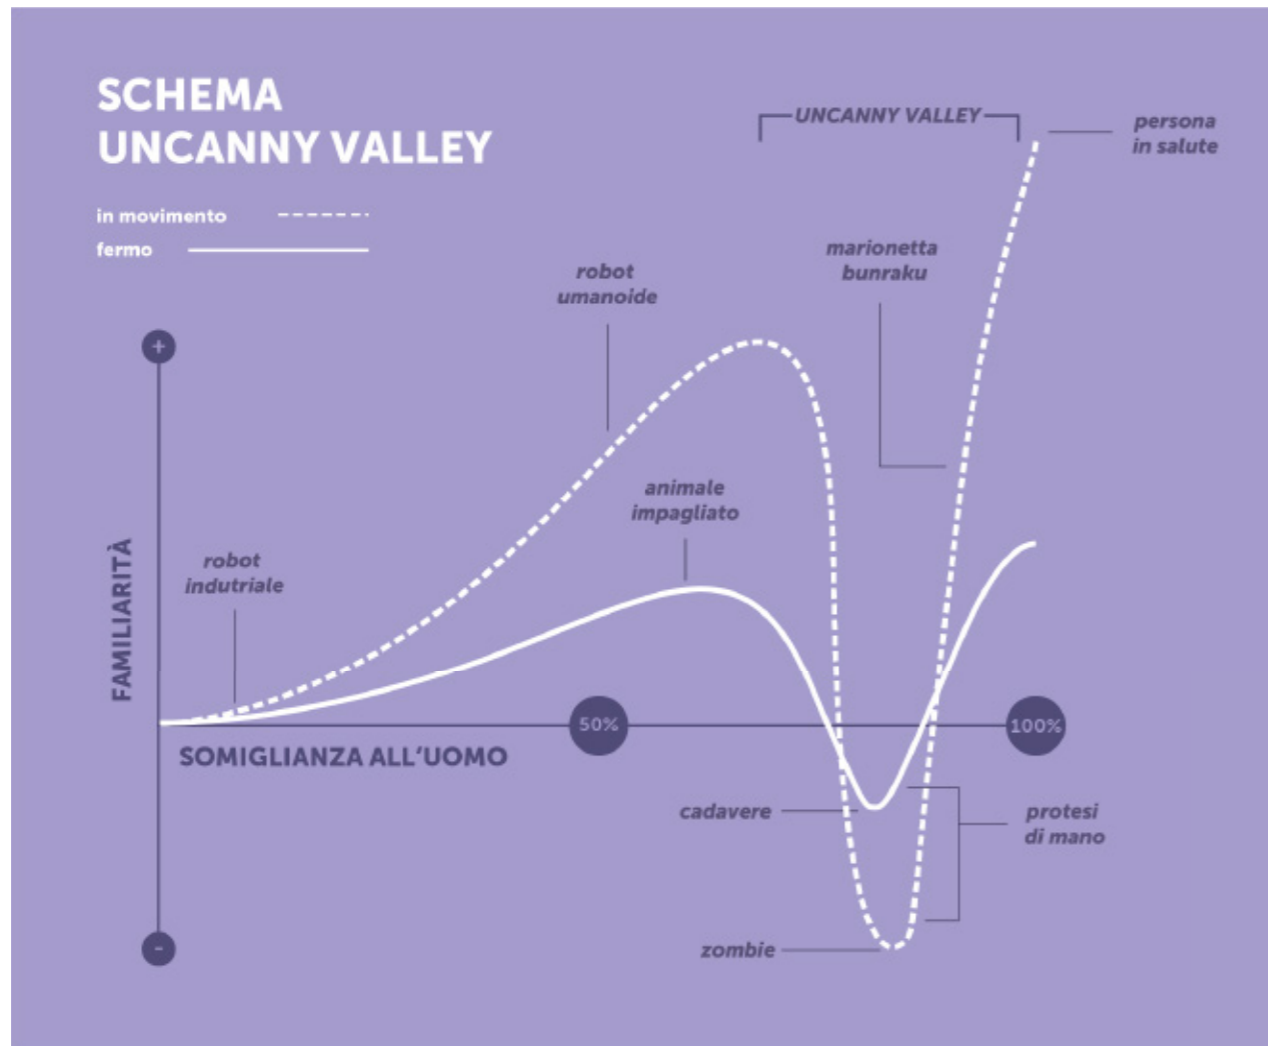 SCHEMA
UNCANNY VALLEY
in movimento
fermo
UNCANNY VALLEY
persona
in salute
marionetta
bunraku
robot
umanoide
+
animale
impagliato
robot
indutriale
FAMILIARITÀ
50%
100%
SOMIGLIANZA ALL'UOMO
cadavere
protesi
di mano
zombie
-